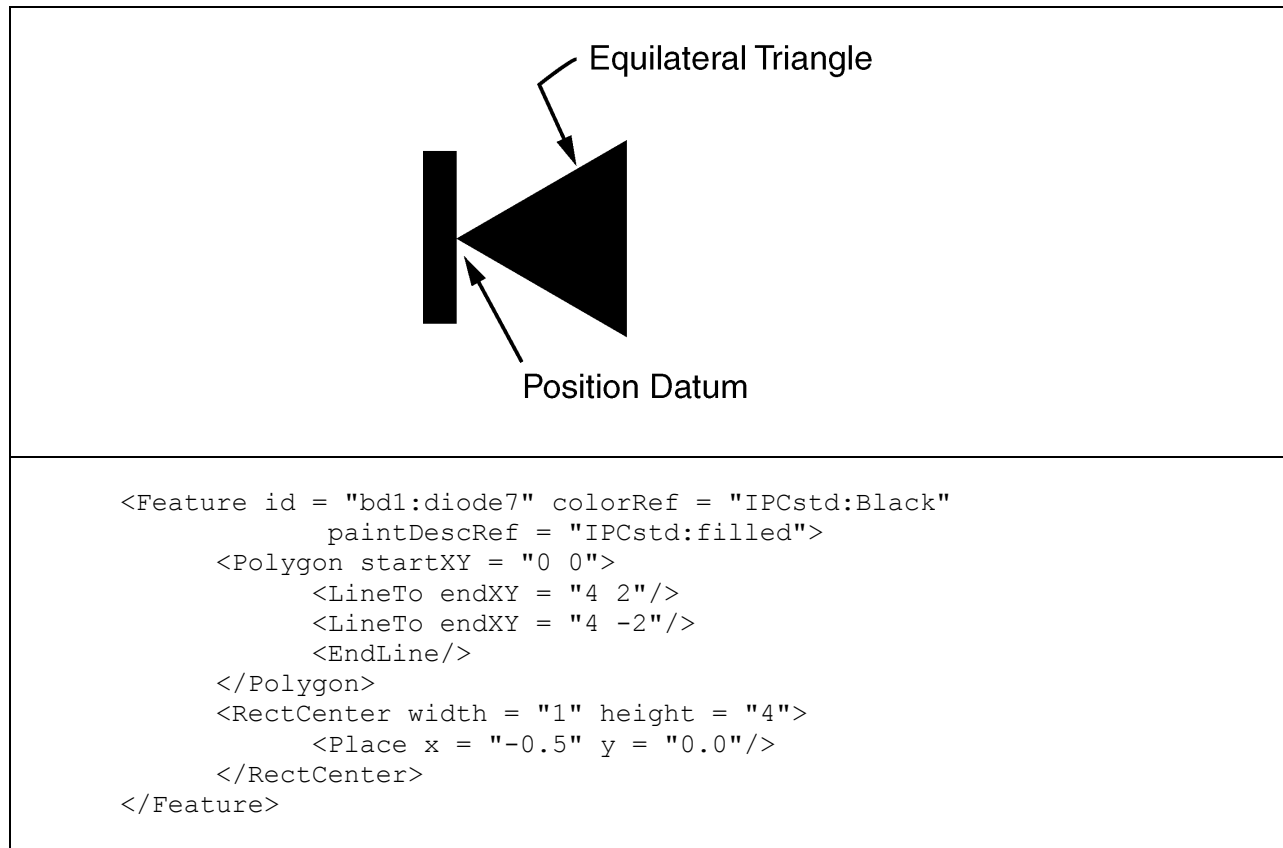 Equilateral Triangle
Position Datum
<Feature id = "bd1:diode7" colorRef = "IPCstd:Black"
paintDescRef = "IPCstd:filled">
<Polygon startXY = "0 0">
<LineTo endXY = "4 2"/>
<LineTo endXY = "4 -2"/>
<EndLine/>
</Polygon>
<RectCenter width = "1" height = "4">
<Place x = "-0.5" y = "0.0"/>
</RectCenter>
</Feature>